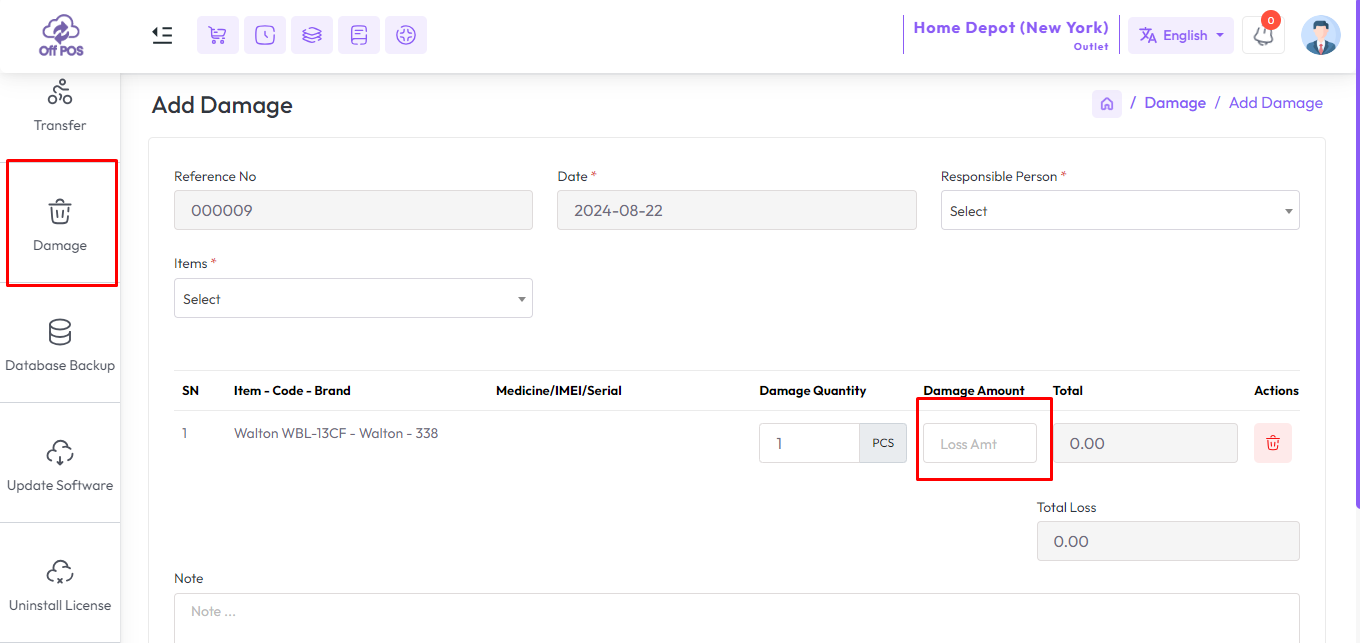 Off POS
Home Depot (New York)
Outlet
English
0
Transfer
Damage
Database Backup
Update Software
Uninstall License
Add Damage
/ Damage / Add Damage
Reference No
Date *
Responsible Person *
000009
2024-08-22
Select
Items *
Select
SN Item - Code - Brand Medicine/IMEI/Serial Damage Quantity Damage Amount Total Actions
1 Walton WBL-13CF - Walton - 338 1 PCS Loss Amt 0.00
Total Loss
0.00
Note
Note ...